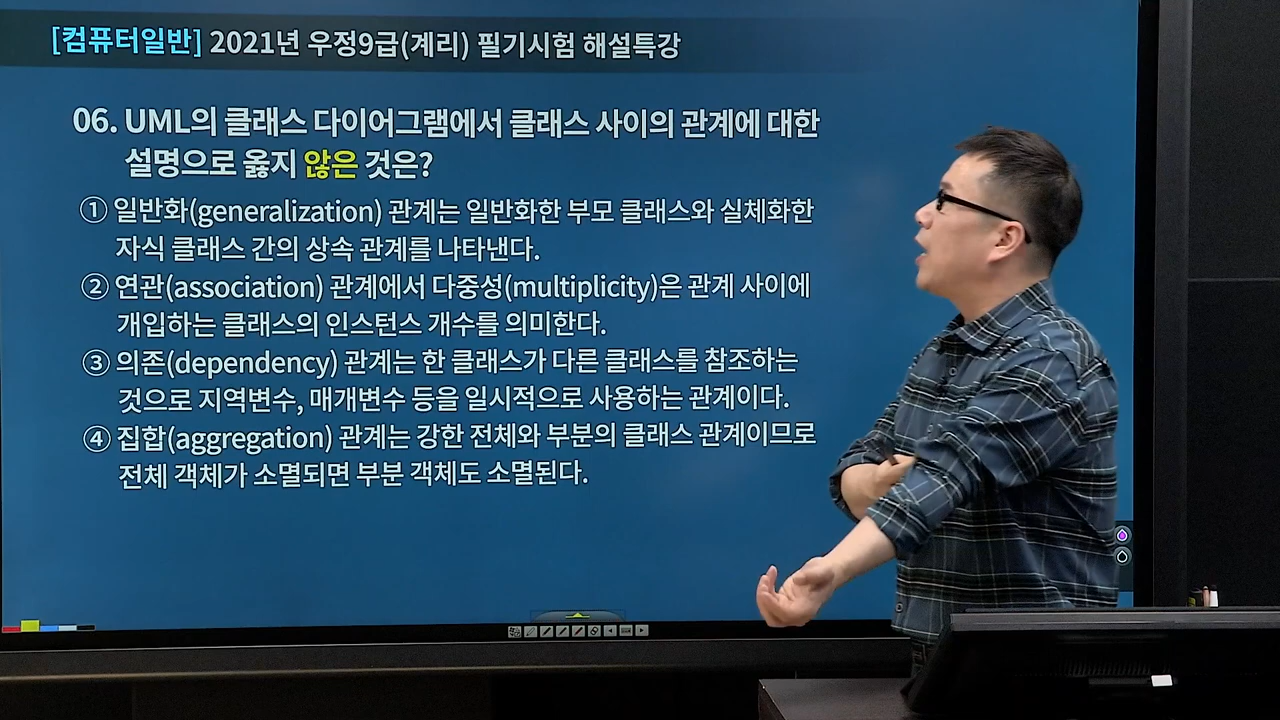 [컴퓨터일반] 2021년 우정9급(계리) 필기시험 해설특강
06. UML의 클래스 다이어그램에서 클래스 사이의 관계에 대한
설명으로 옳지 않은 것은?
① 일반화(generalization) 관계는 일반화한 부모 클래스와 실체화한
자식 클래스 간의 상속 관계를 나타낸다.
② 연관(association) 관계에서 다중성(multiplicity)은 관계 사이에
개입하는 클래스의 인스턴스 개수를 의미한다.
③ 의존(dependency) 관계는 한 클래스가 다른 클래스를 참조하는
것으로 지역변수, 매개변수 등을 일시적으로 사용하는 관계이다.
④ 집합(aggregation) 관계는 강한 전체와 부분의 클래스 관계이므로
전체 객체가 소멸되면 부분 객체도 소멸된다.